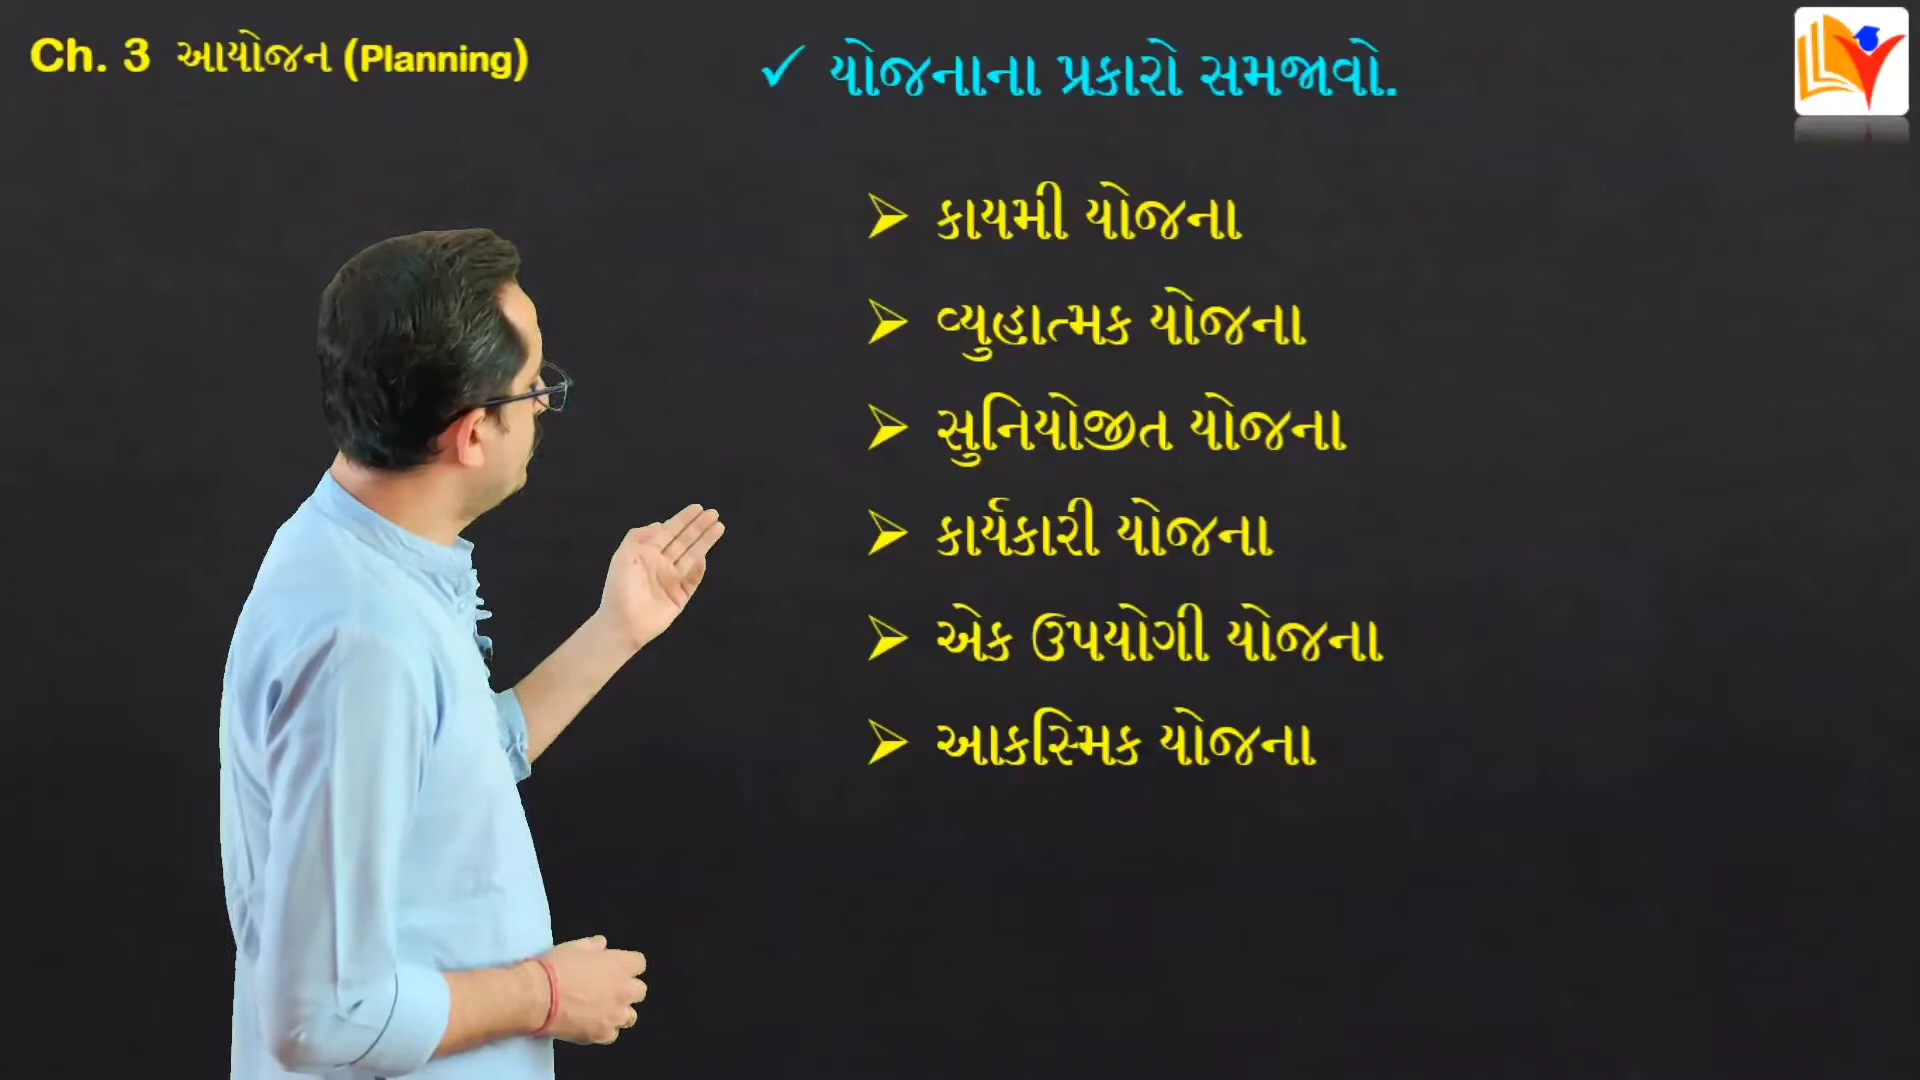 Ch. 3 આયોજન (Planning)
✓ યોજનાના પ્રકારો સમજાવો.
➢ કાયમી યોજના
➢ વ્યુહાત્મક યોજના
➢ સુનિયોજીત યોજના
➢ કાર્યકારી યોજના
➢ એક ઉપયોગી યોજના
➢ આકસ્મિક યોજના